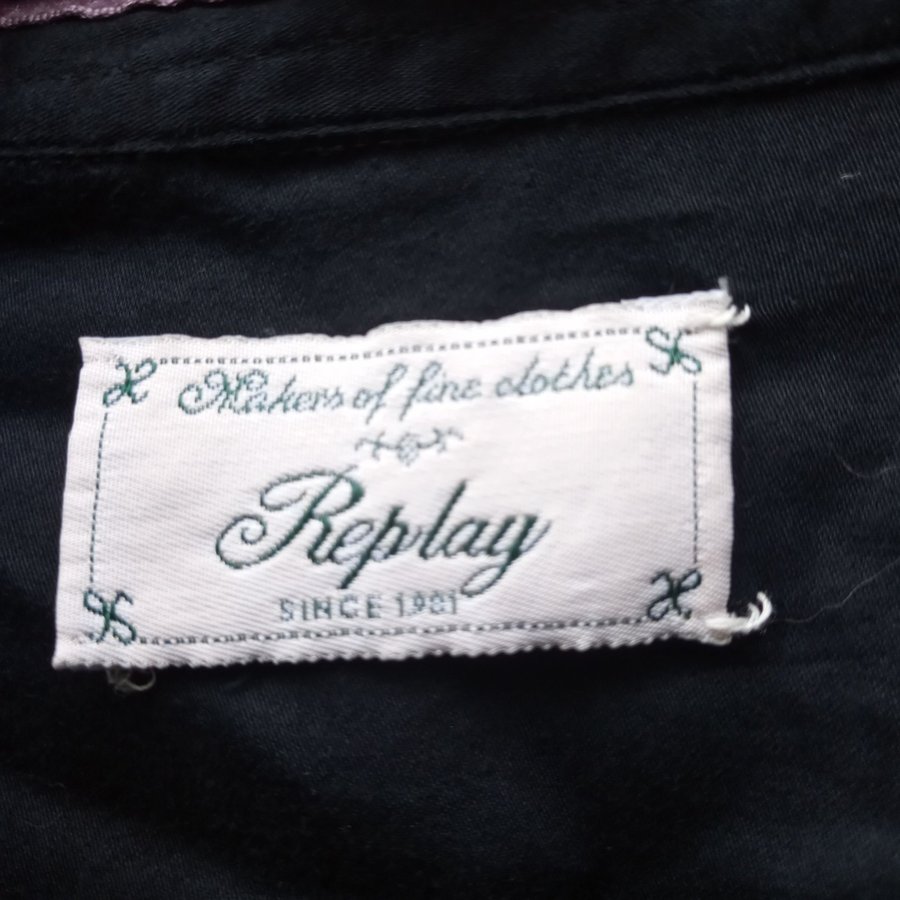 Makers of fine clothes
Replay
SINCE 1981